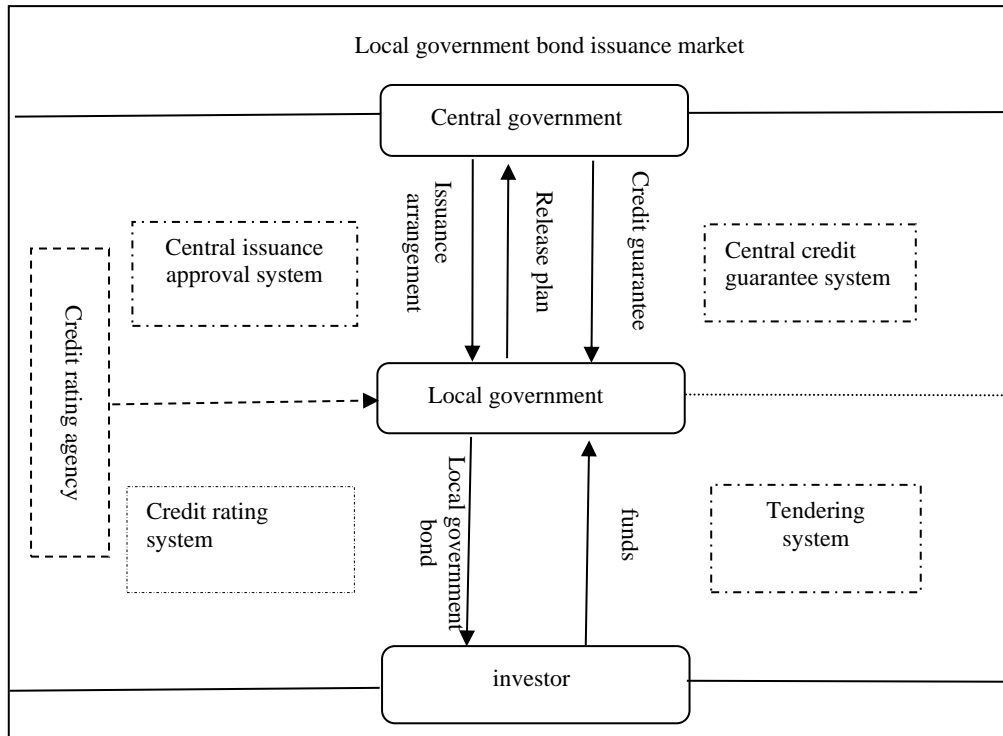 Local government bond issuance market
Central government
Issuance
arrangement
Release plan
Credit guarantee
Central issuance
approval system
Central credit
guarantee system
Credit rating agency
Local government
Credit rating
system
Local government
bond
funds
Tendering
system
investor